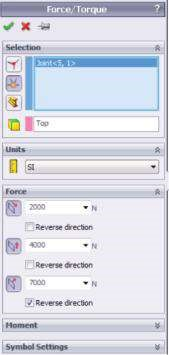 Force/Torque ?
Selection
Joint<5, 1>
Top
Units
SI
Force
2000 N
Reverse direction
4000 N
Reverse direction
7000 N
Reverse direction
Moment
Symbol Settings